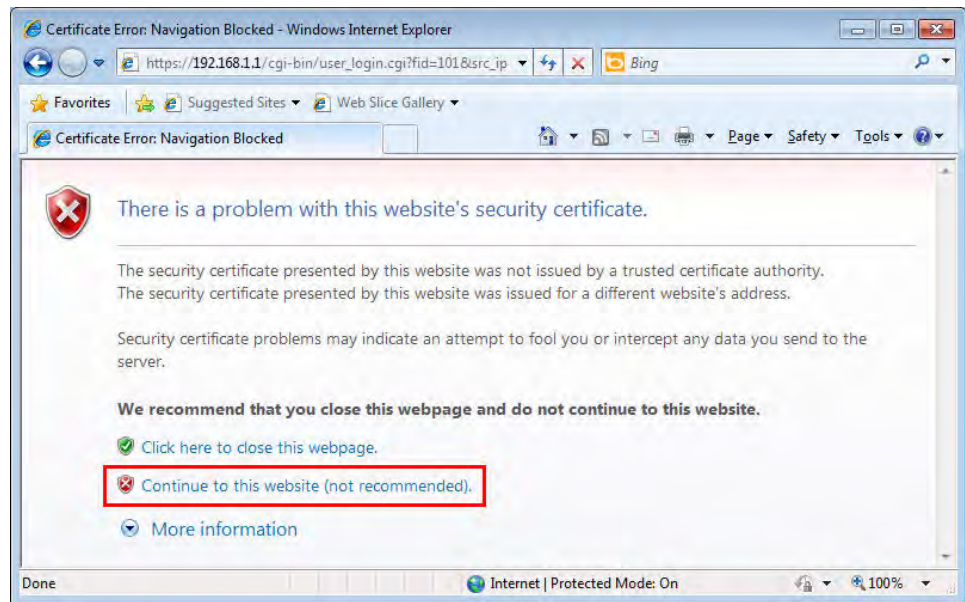 Certificate Error: Navigation Blocked - Windows Internet Explorer
https://192.168.1.1/cgi-bin/user_login.cgi?fid=101&src_ip
Bing
Favorites Suggested Sites Web Slice Gallery
Certificate Error: Navigation Blocked Page Safety Tools
There is a problem with this website's security certificate.
The security certificate presented by this website was not issued by a trusted certificate authority.
The security certificate presented by this website was issued for a different website's address.
Security certificate problems may indicate an attempt to fool you or intercept any data you send to the
server.
We recommend that you close this webpage and do not continue to this website.
Click here to close this webpage.
Continue to this website (not recommended).
More information
Done Internet | Protected Mode: On 100%